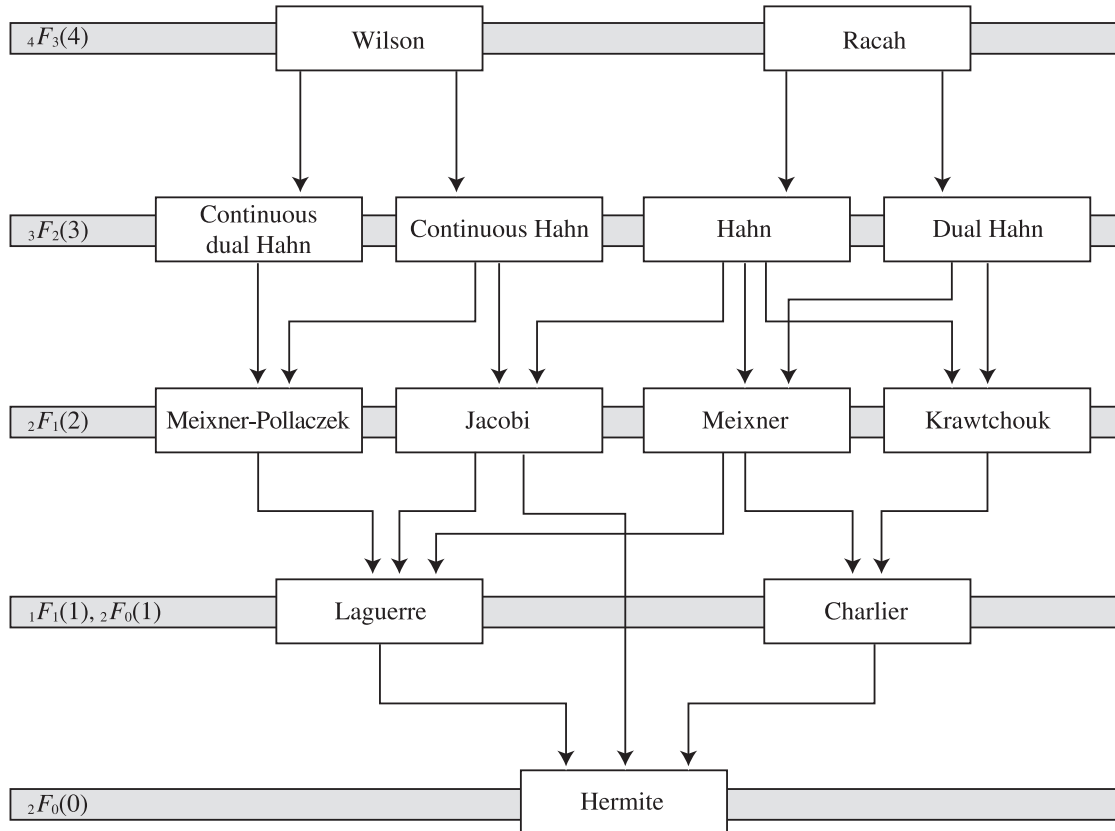 ₄F₃(4)
Wilson
Racah
₃F₂(3)
Continuous
dual Hahn
Continuous Hahn
Hahn
Dual Hahn
₂F₁(2)
Meixner-Pollaczek
Jacobi
Meixner
Krawtchouk
₁F₁(1), ₂F₀(1)
Laguerre
Charlier
₂F₀(0)
Hermite